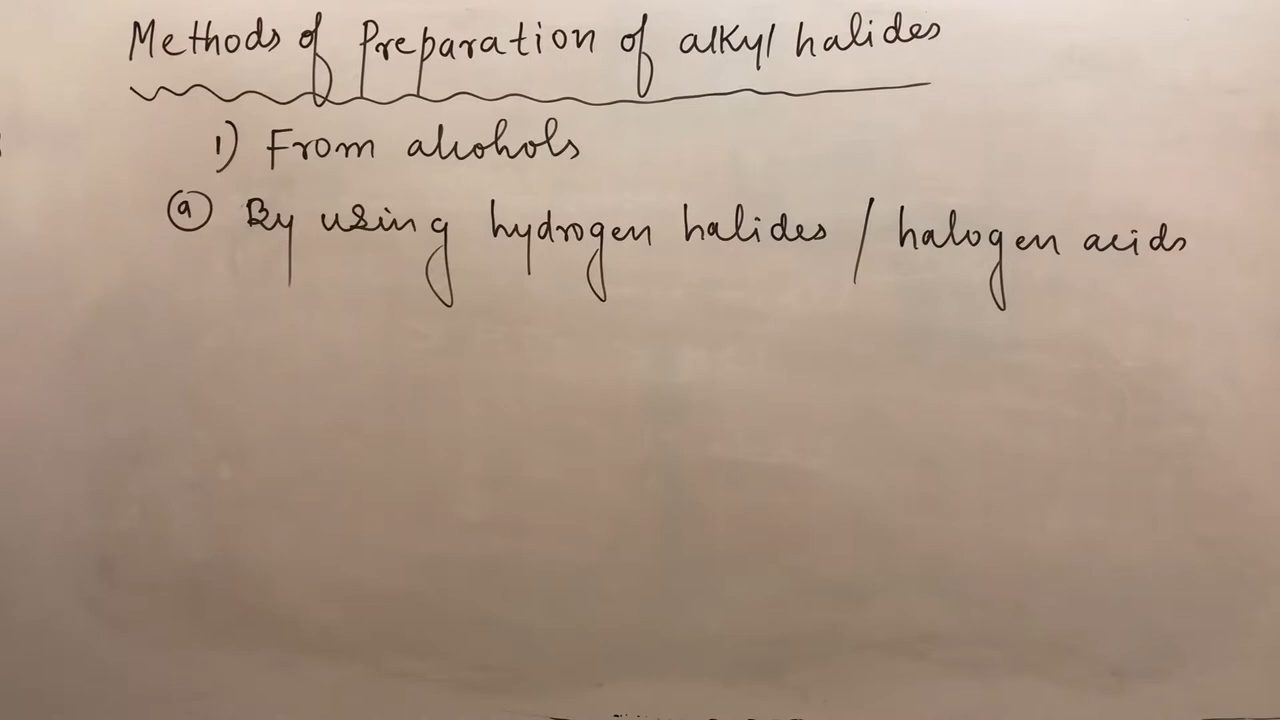 Methods of Preparation of alkyl halides
1) From alcohols
(a) By using hydrogen halides / halogen acids